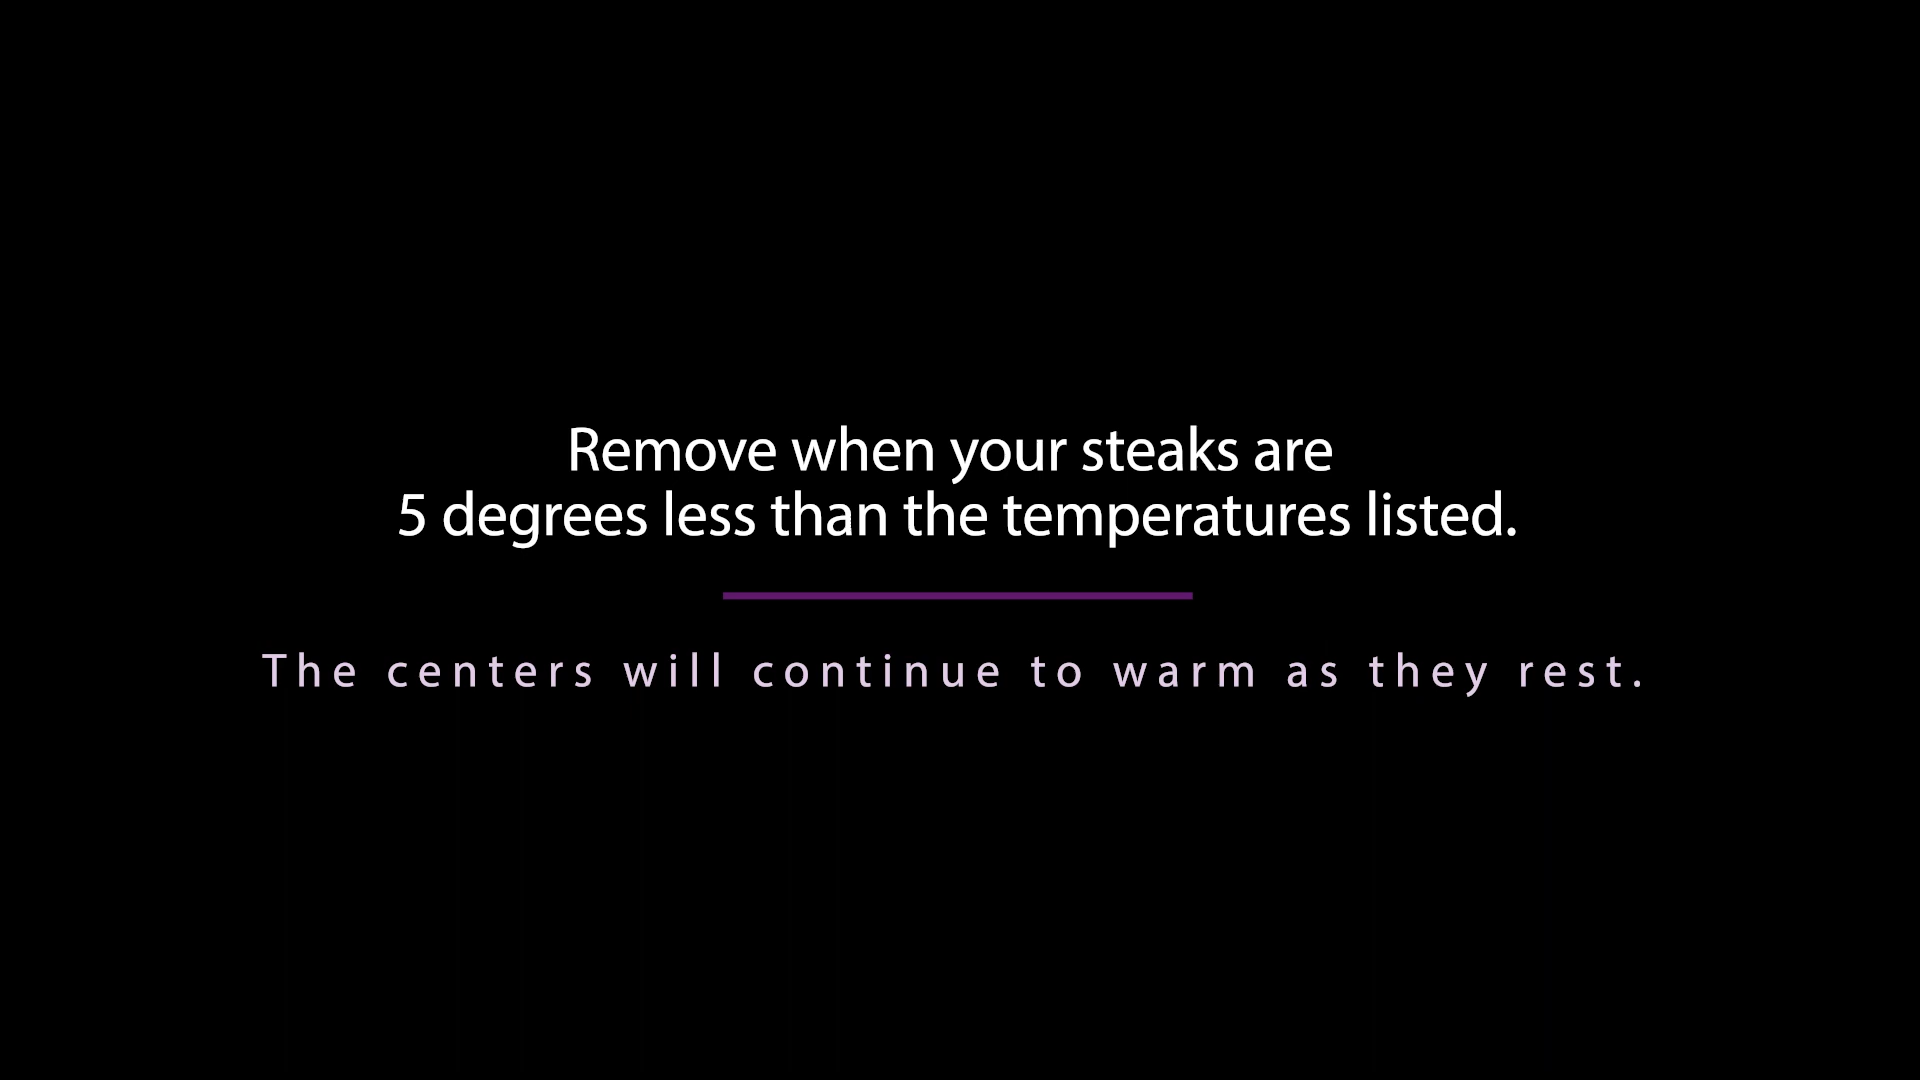 Remove when your steaks are
5 degrees less than the temperatures listed.
The centers will continue to warm as they rest.